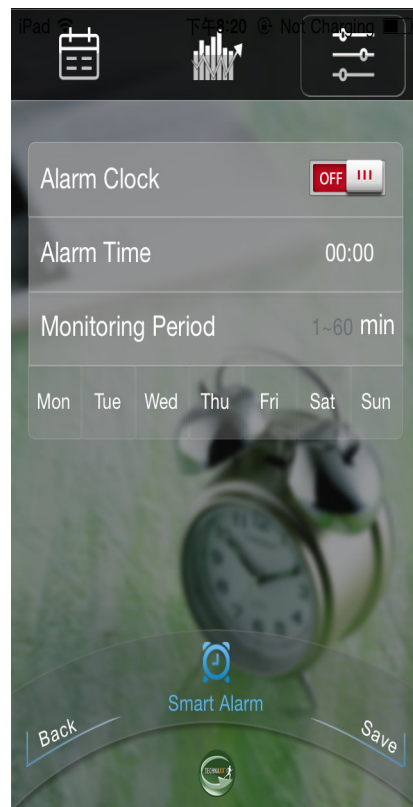 iPad 下午8:20 Not Charging
Alarm Clock OFF
Alarm Time 00:00
Monitoring Period 1~60 min
Mon Tue Wed Thu Fri Sat Sun
Smart Alarm
Back Save
TECHNAXX